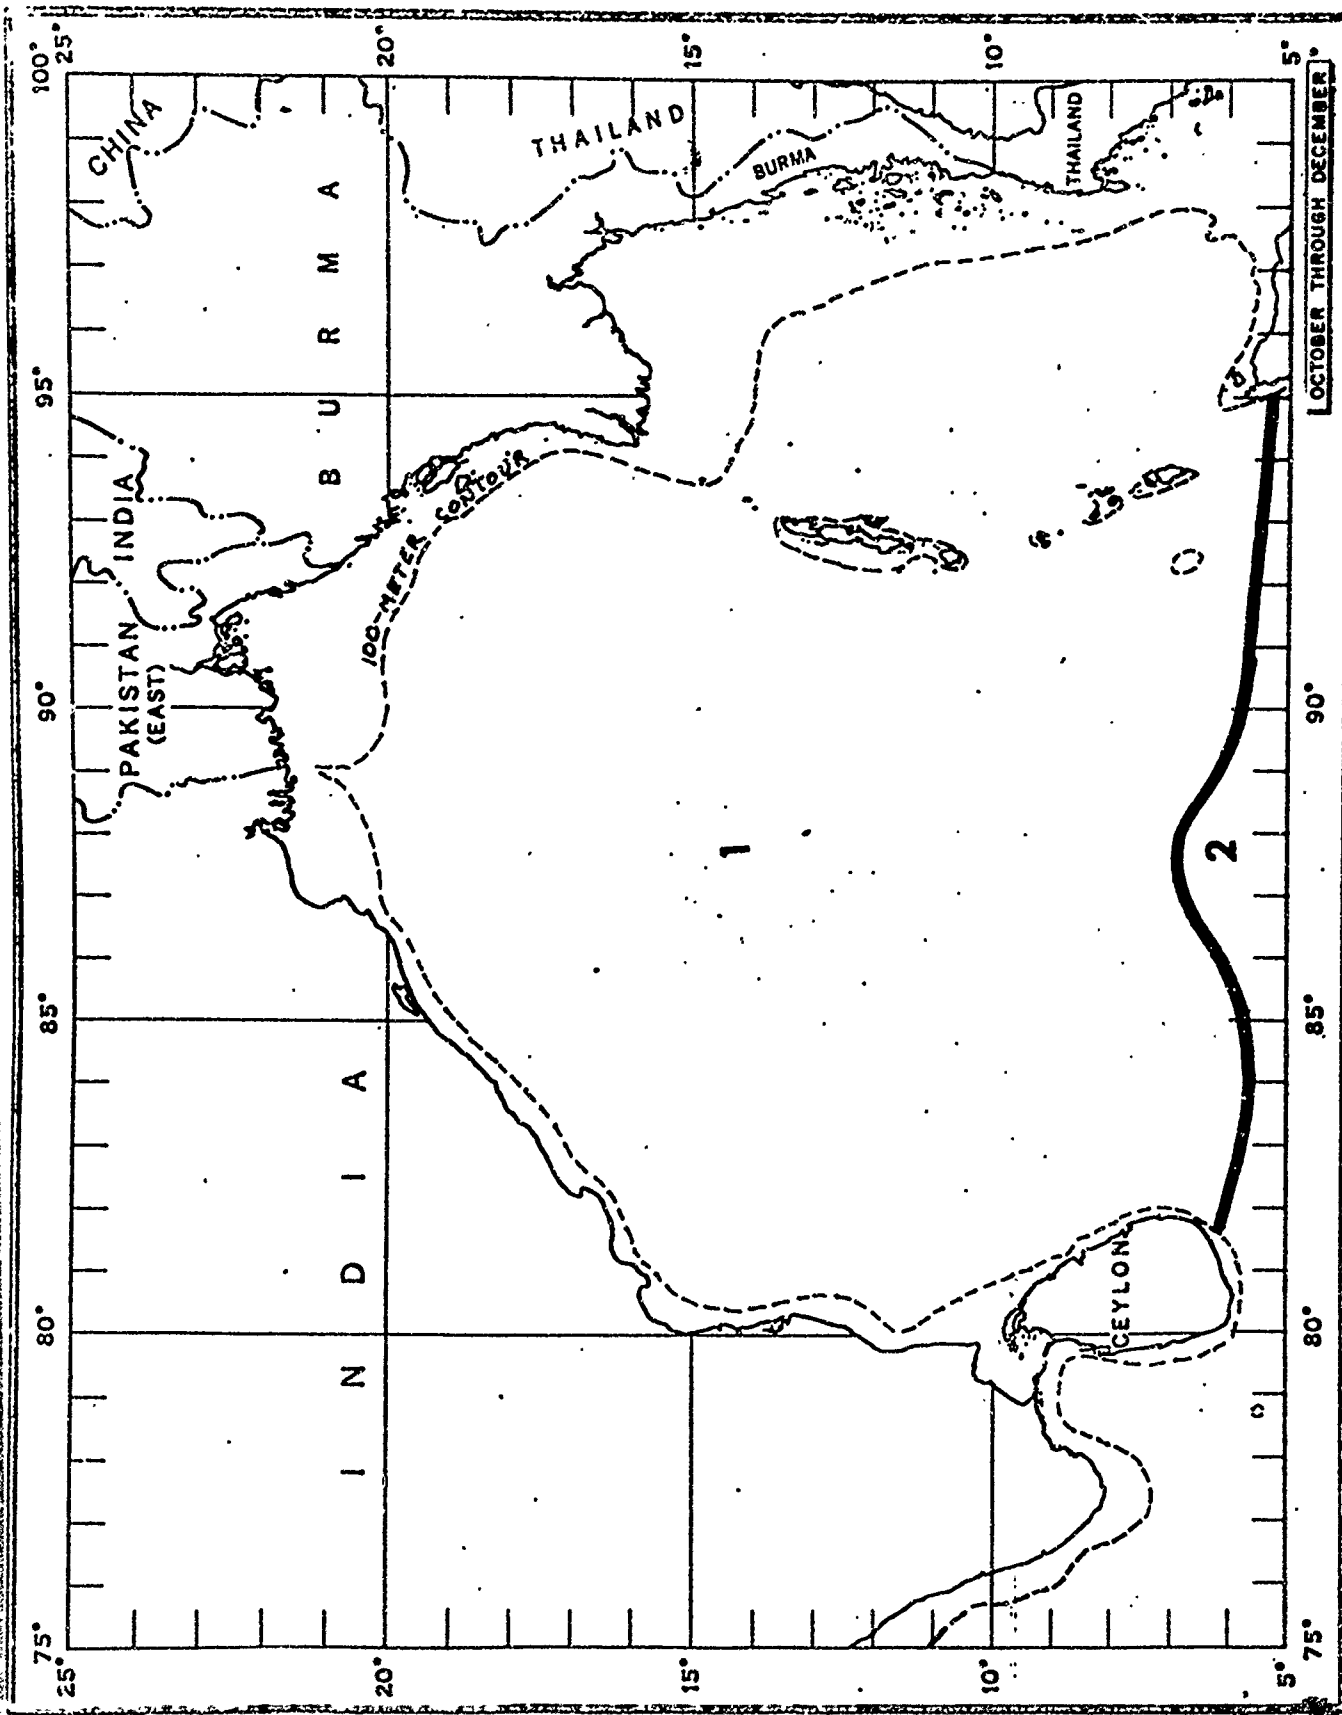 100° 95° 90° 85° 80° 75°
25° 25°
CHINA
INDIA
PAKISTAN
(EAST)
BURMA
THAILAND
20° 20°
BURMA
INDIA
100-METER CONTOUR
15° 15°
THAILAND
1
10° 10°
CEYLON
2
5° 5°
95° 90° 85° 80° 75°
OCTOBER THROUGH DECEMBER